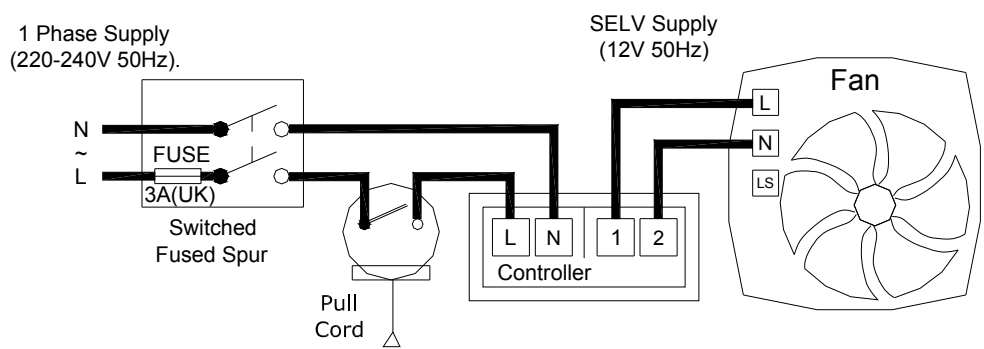 1 Phase Supply
(220-240V 50Hz).
SELV Supply
(12V 50Hz)
Fan
N
~
L
FUSE
3A(UK)
Switched
Fused Spur
Pull
Cord
L
N
1
2
Controller
L
N
LS